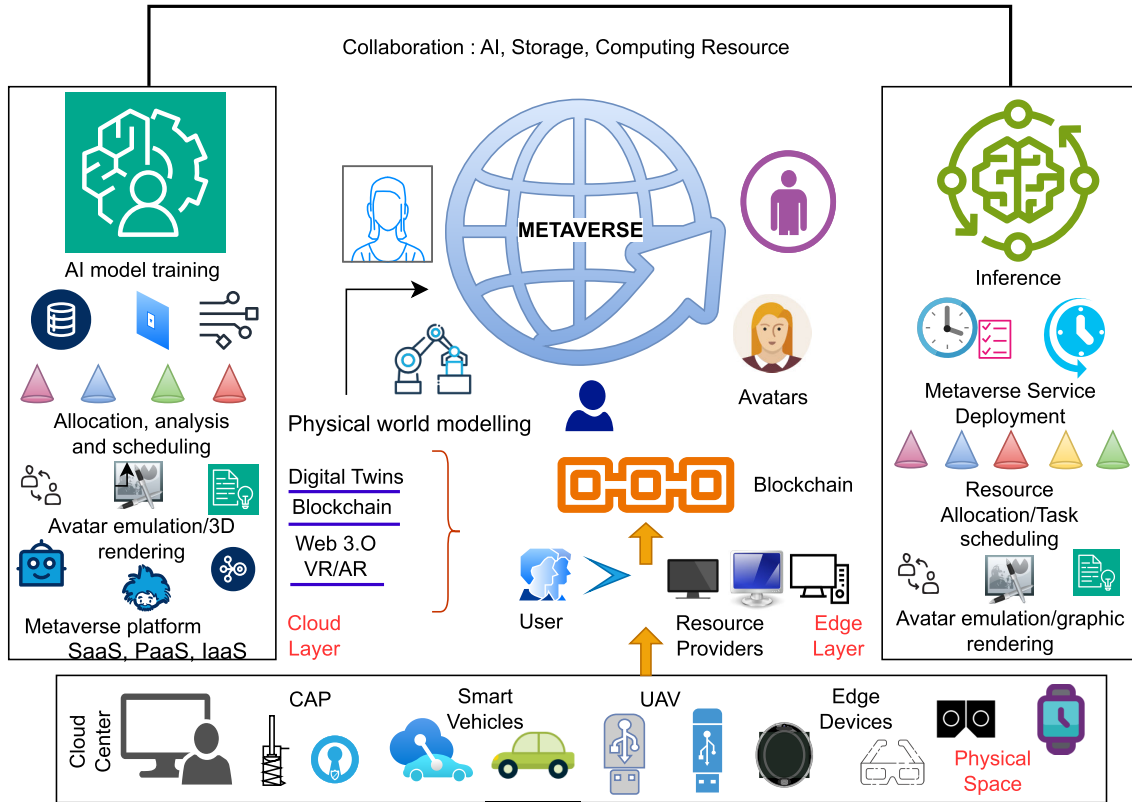 Collaboration : AI, Storage, Computing Resource
AI model training
Allocation, analysis
and scheduling
Avatar emulation/3D
rendering
Metaverse platform
SaaS, PaaS, IaaS
METAVERSE
Avatars
Physical world modelling
Digital Twins
Blockchain
Web 3.O
VR/AR
Cloud
Layer
Blockchain
User
Resource
Providers
Edge
Layer
Inference
Metaverse Service
Deployment
Resource
Allocation/Task
scheduling
Avatar emulation/graphic
rendering
Cloud
Center
CAP
Smart
Vehicles
UAV
Edge
Devices
Physical
Space